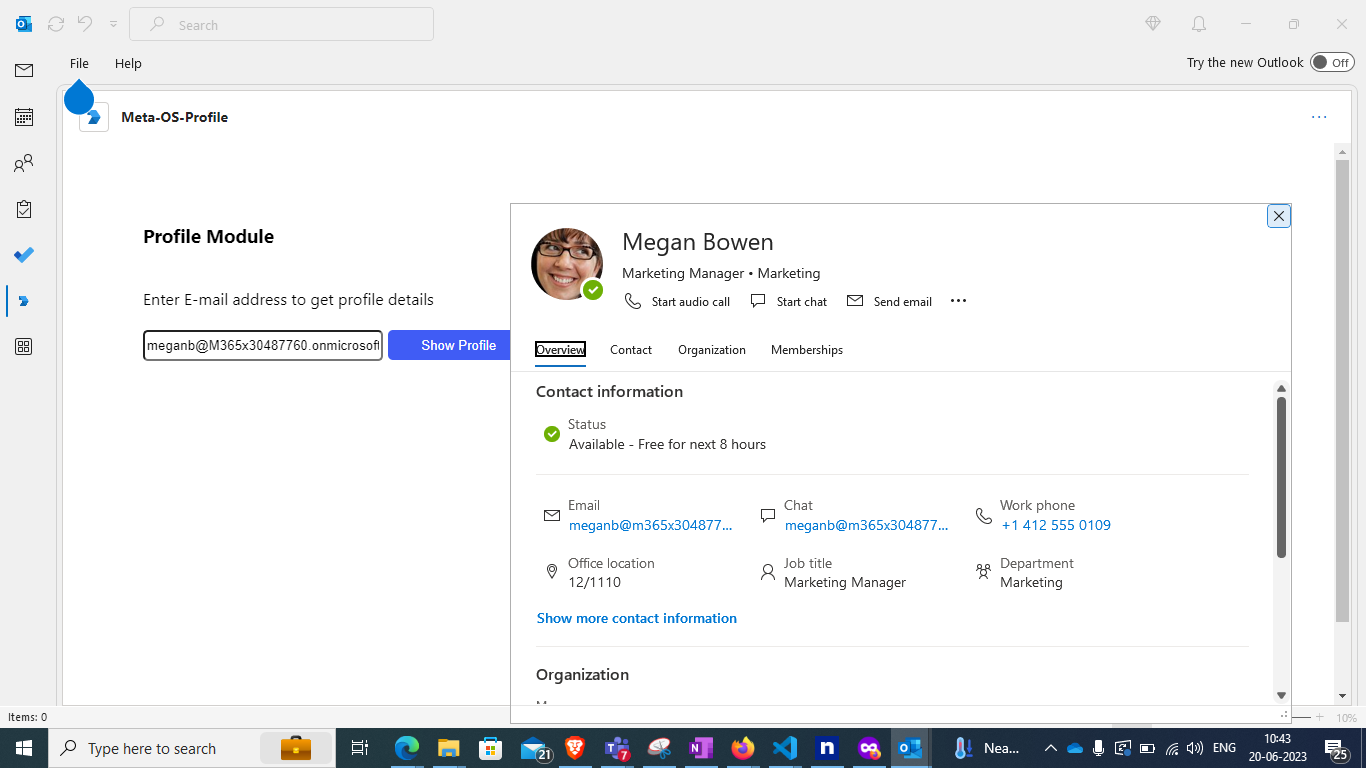 Search
File
Help
Try the new Outlook
Off
Meta-OS-Profile
Profile Module
Enter E-mail address to get profile details
meganb@M365x30487760.onmicrosoft
Show Profile
Megan Bowen
Marketing Manager • Marketing
Start audio call
Start chat
Send email
Overview
Contact
Organization
Memberships
Contact information
Status
Available - Free for next 8 hours
Email
meganb@m365x304877...
Chat
meganb@m365x304877...
Work phone
+1 412 555 0109
Office location
12/1110
Job title
Marketing Manager
Department
Marketing
Show more contact information
Organization
Items: 0
10%
Type here to search
21
7
Nea...
ENG
10:43
20-06-2023
25